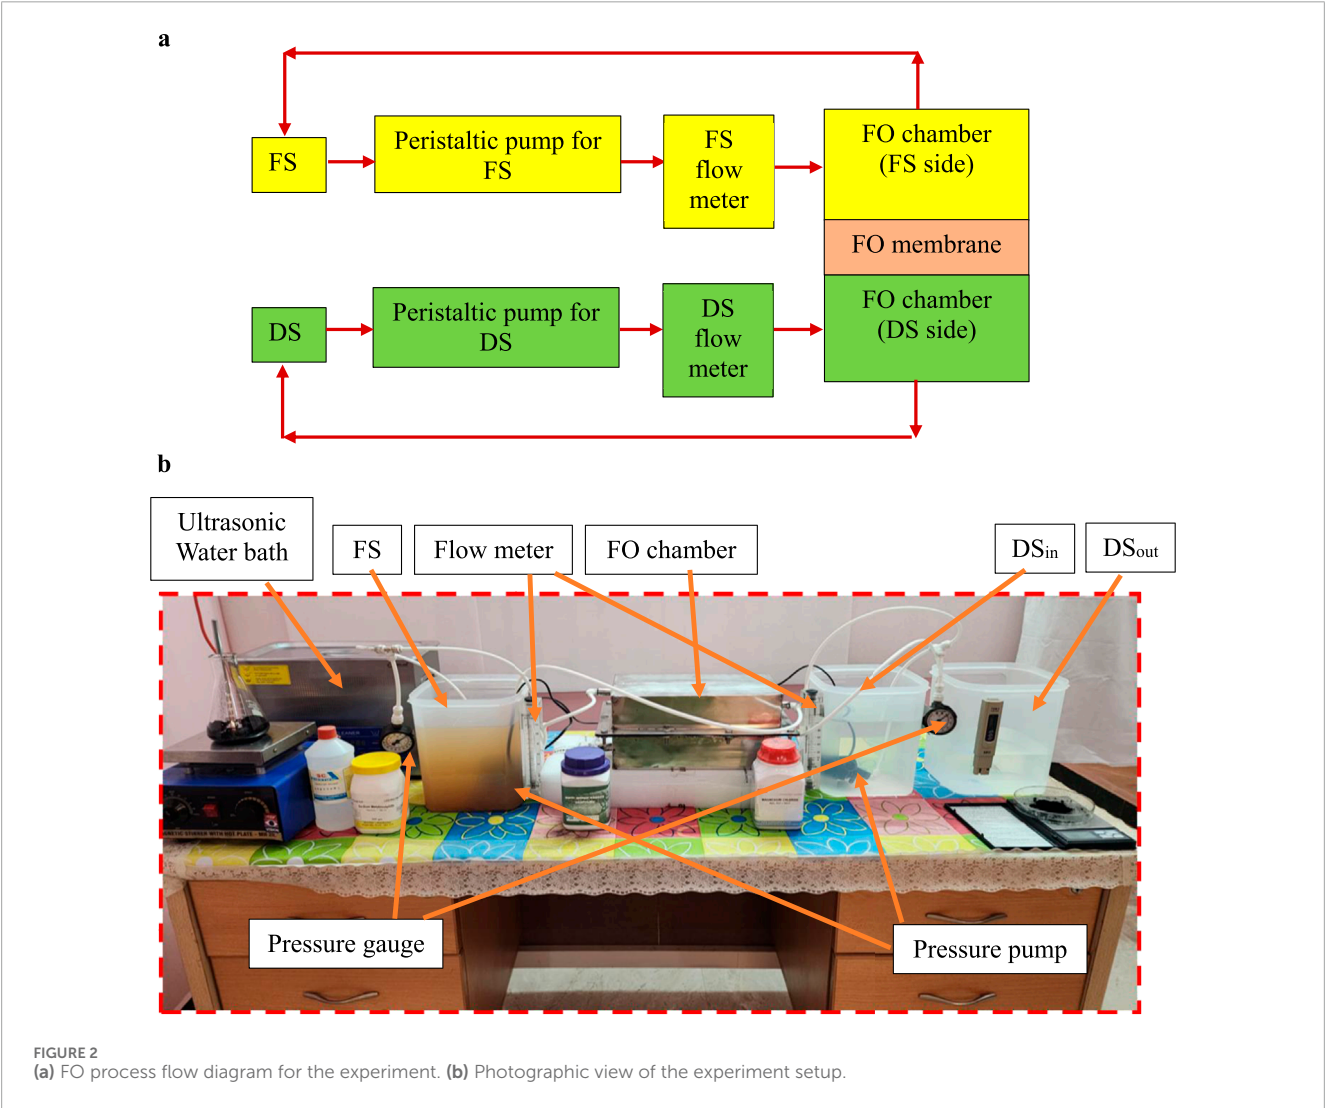 a
FS
Peristaltic pump for
FS
FS
flow
meter
FO chamber
(FS side)
FO membrane
DS
Peristaltic pump for
DS
DS
flow
meter
FO chamber
(DS side)
b
Ultrasonic
Water bath
FS
Flow meter
FO chamber
DSin
DSout
Pressure gauge
Pressure pump
FIGURE 2
(a) FO process flow diagram for the experiment. (b) Photographic view of the experiment setup.